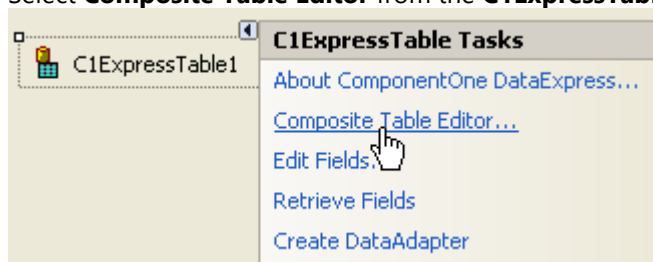 Select Composite Table Editor from the C1ExpressTabl
C1ExpressTable1
C1ExpressTable Tasks
About ComponentOne DataExpress...
Composite Table Editor...
Edit Fields.
Retrieve Fields
Create DataAdapter